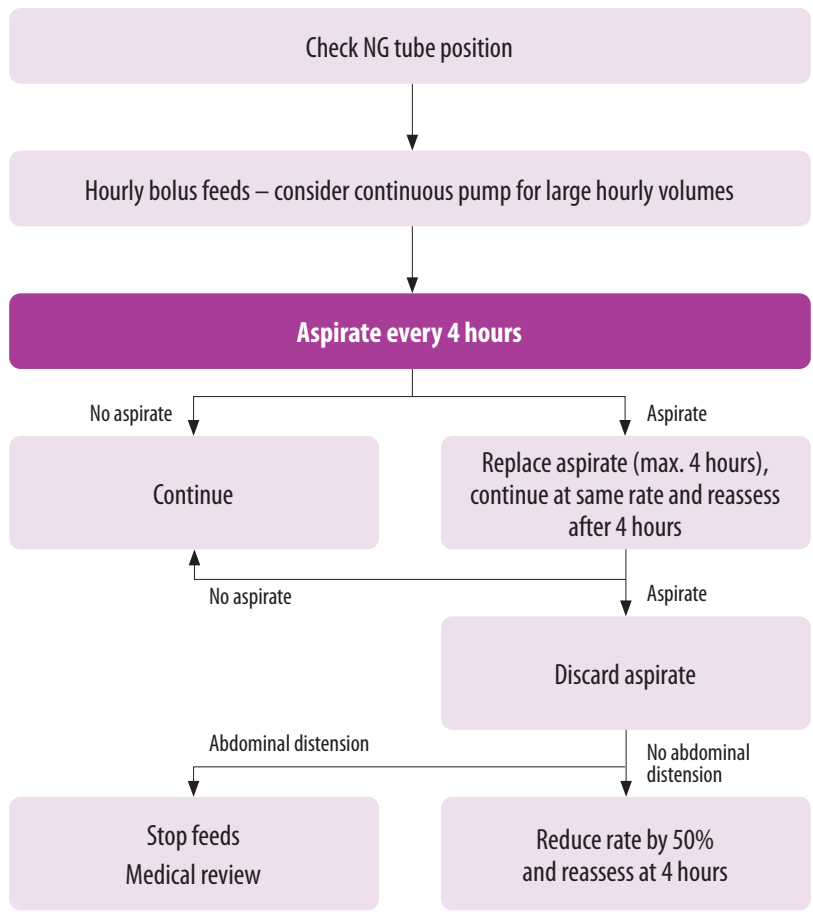 Check NG tube position
Hourly bolus feeds – consider continuous pump for large hourly volumes
Aspirate every 4 hours
No aspirate
Aspirate
Continue
Replace aspirate (max. 4 hours),
continue at same rate and reassess
after 4 hours
No aspirate
Aspirate
Discard aspirate
Abdominal distension
No abdominal
distension
Stop feeds
Medical review
Reduce rate by 50%
and reassess at 4 hours